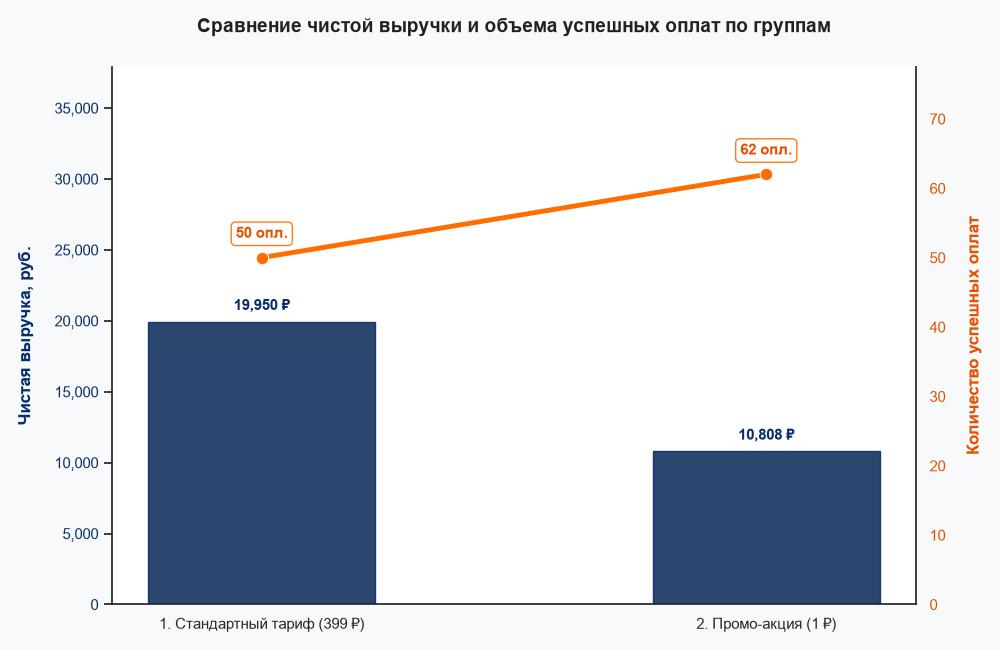 Сравнение чистой выручки и объема успешных оплат по группам
Чистая выручка, руб.
35,000
30,000
25,000
20,000
15,000
10,000
5,000
0
50 опл.
62 опл.
19,950 ₽
10,808 ₽
1. Стандартный тариф (399 ₽)
2. Промо-акция (1 ₽)
70
60
50
40
30
20
10
0
Количество успешных оплат